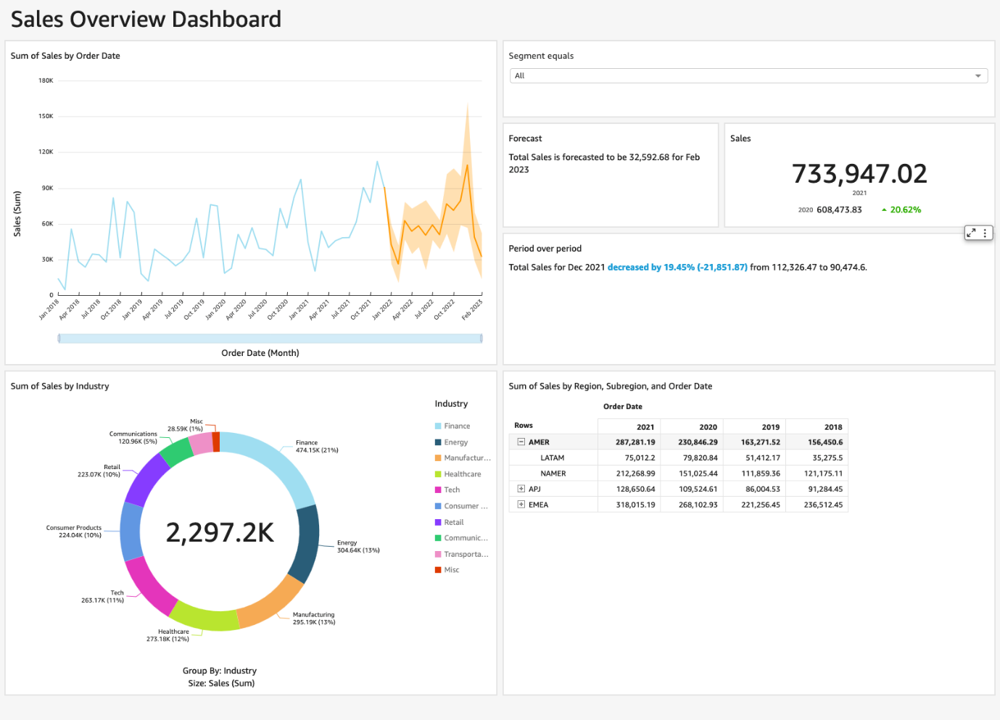 Sales Overview Dashboard
Sum of Sales by Order Date
180K
150K
120K
90K
60K
30K
0
Sales (Sum)
Jan 2018
Apr 2018
Jul 2018
Oct 2018
Jan 2019
Apr 2019
Jul 2019
Oct 2019
Jan 2020
Apr 2020
Jul 2020
Oct 2020
Jan 2021
Apr 2021
Jul 2021
Oct 2021
Jan 2022
Apr 2022
Jul 2022
Oct 2022
Feb 2023
Order Date (Month)
Segment equals
All
Forecast
Total Sales is forecasted to be 32,592.68 for Feb
2023
Sales
733,947.02
2021
2020 608,473.83 20.62%
Period over period
Total Sales for Dec 2021 decreased by 19.45% (-21,851.87) from 112,326.47 to 90,474.6.
Sum of Sales by Industry
Misc
28.59K (1%)
Communications
120.96K (5%)
Retail
223.07K (10%)
Consumer Products
224.04K (10%)
Tech
263.17K (11%)
Healthcare
273.18K (12%)
Manufacturing
295.19K (13%)
Energy
304.64K (13%)
Finance
474.15K (21%)
2,297.2K
Group By: Industry
Size: Sales (Sum)
Industry
Finance
Energy
Manufactur...
Healthcare
Tech
Consumer ...
Retail
Communic...
Transporta...
Misc
Sum of Sales by Region, Subregion, and Order Date
Order Date
Rows 2021 2020 2019 2018
AMER 287,281.19 230,846.29 163,271.52 156,450.6
LATAM 75,012.2 79,820.84 51,412.17 35,275.5
NAMER 212,268.99 151,025.44 111,859.36 121,175.11
APJ 128,650.64 109,524.61 86,004.53 91,284.45
EMEA 318,015.19 268,102.93 221,256.45 236,512.45